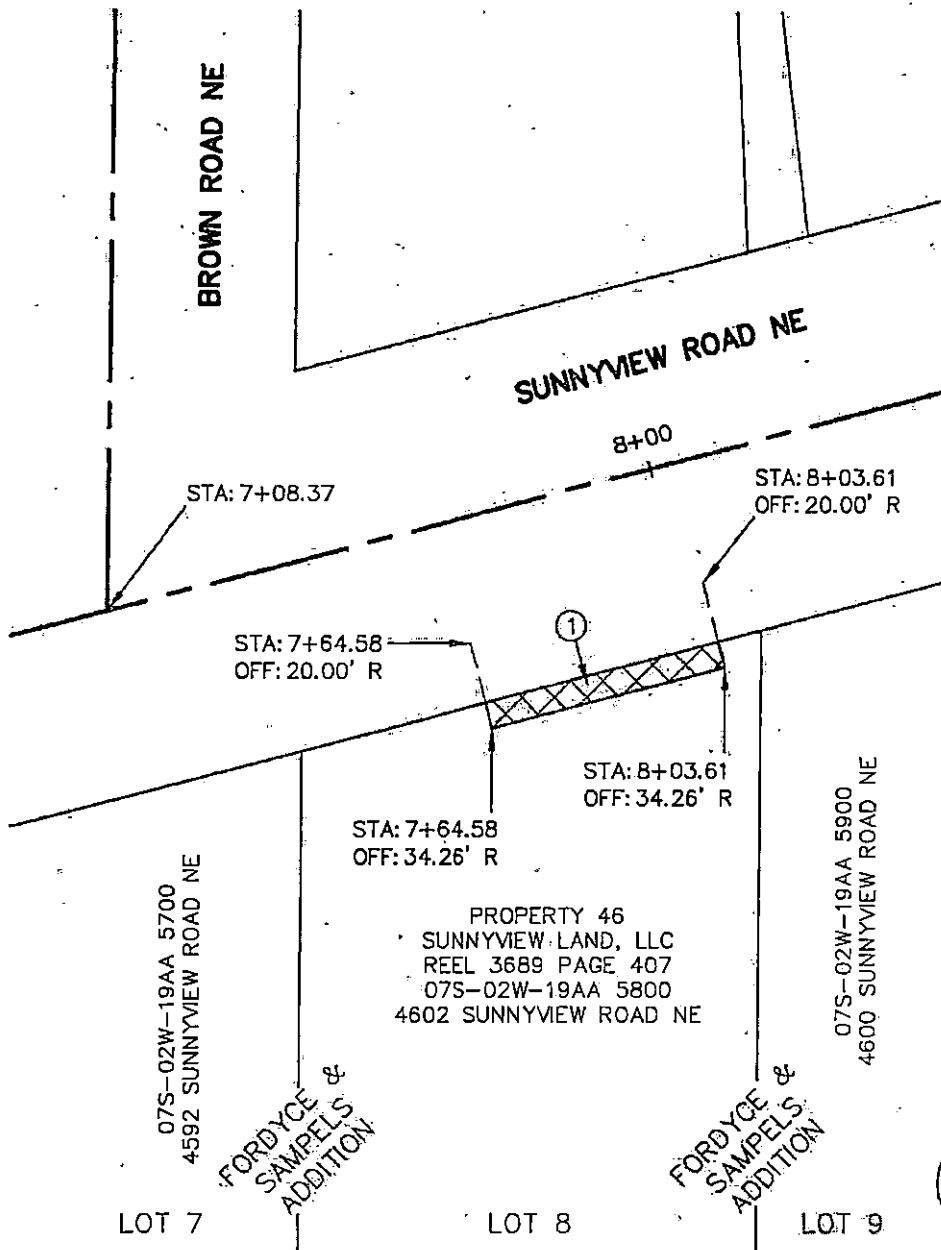 BROWN ROAD NE
SUNNYVIEW ROAD NE
8+00
STA: 7+08.37
STA: 8+03.61
OFF: 20.00' R
STA: 7+64.58
OFF: 20.00' R
1
STA: 8+03.61
OFF: 34.26' R
STA: 7+64.58
OFF: 34.26' R
07S-02W-19AA 5700
4592 SUNNYVIEW ROAD NE
PROPERTY 46
SUNNYVIEW LAND, LLC
REEL 3689 PAGE 407
07S-02W-19AA 5800
4602 SUNNYVIEW ROAD NE
07S-02W-19AA 5900
4600 SUNNYVIEW ROAD NE
FORDYCE &
SAMPELS
ADDITION
FORDYCE &
SAMPELS
ADDITION
LOT 7
LOT 8
LOT 9